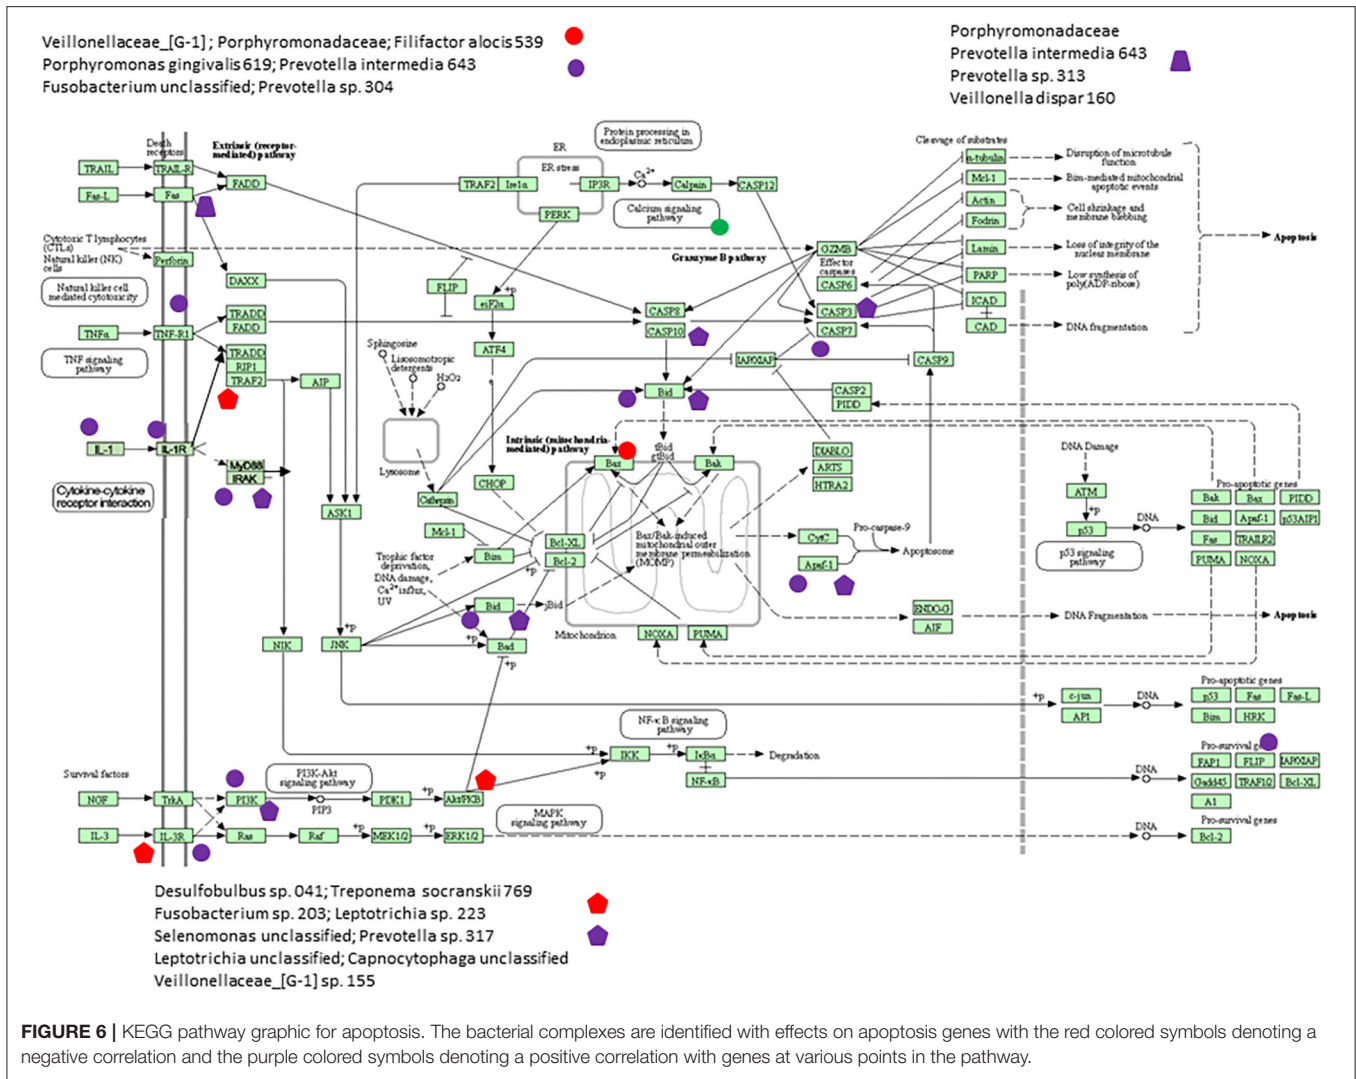 Veillonellaceae_[G-1] ; Porphyromonadaceae; Filifactor alocis 539
Porphyromonas gingivalis 619; Prevotella intermedia 643
Fusobacterium unclassified; Prevotella sp. 304
Porphyromonadaceae
Prevotella intermedia 643
Prevotella sp. 313
Veillonella dispar 160
Death
receptors
Extrinsic (receptor-
mediated) pathway
TRAIL
TRAIL-R
Fas-L
Fas
FADD
Cytotoxic T lymphocytes
(CTLs)
Natural killer (NK)
cells
Perforin
Natural killer cell
mediated cytotoxicity
DAXX
TNFα
TNF-R1
TRADD
FADD
TNF signaling
pathway
TRADD
RIP1
TRAF2
AIP
IL-1
IL-1R
MyD88
IRAK
Cytokine-cytokine
receptor interaction
ER
ER stress
Protein processing in
endoplasmic reticulum
TRAF2
Ire1α
IP3R
Ca2+
Calpain
CASP12
PERK
Calcium signaling
pathway
Granzyme B pathway
FLIP
+p
eiF2α
ATF4
Sphingosine
Lisosomotropic
detergents
H2O2
Lysosome
Cathepsin
CHOP
ASK1
CASP8
CASP10
Bid
IAP/XIAP
CASP2
PIDD
GZMB
Effector
caspases
CASP6
CASP3
CASP7
CASP9
Cleavage of substrates
α-tubulin
Mcl-1
Actin
Fodrin
Lamin
PARP
ICAD
CAD
Disruption of microtubule
function
Bim-mediated mitochondrial
apoptotic events
Cell shrinkage and
membrane blebbing
Loss of integrity of the
nuclear membrane
Low synthesis of
poly(ADP-ribose)
DNA fragmentation
Apoptosis
Intrinsic (mitochondria-
mediated) pathway
tBid
gtBid
Bax
Bak
DIABLO
ARTS
HTRA2
Mcl-1
Bim
Bcl-XL
Bcl-2
+p
Trophic factor
deprivation,
DNA damage,
Ca2+ influx,
UV
Bax/Bak-induced
mitochondrial outer
membrane permeabilization
(MOMP)
CytC
Apaf-1
Pro-caspase-9
Apoptosome
Bid
jBid
+p
Bad
+p
Mitochondrion
NOXA
PUMA
ENDO-G
AIF
DNA Fragmentation
Apoptosis
DNA Damage
ATM
+p
p53
DNA
p53 signaling
pathway
Pro-apoptotic genes
Bak
Bax
PIDD
Bid
Apaf-1
p53AIP1
Fas
TRAILR2
PUMA
NOXA
NIK
+p
JNK
+p
c-jun
AP1
DNA
Pro-apoptotic genes
p53
Fas
Fas-L
Bim
HRK
NF-κB signaling
pathway
+p
IKK
+p
IκBα
Degradation
+p
NF-κB
DNA
Pro-survival
FAP1
FLIP
IAP/XIAP
Gadd45
TRAF1/2
Bcl-XL
A1
Survival factors
NGF
TrkA
PI3K
PI3K-Akt
signaling pathway
PIP3
PDK1
+p
Akt/PKB
IL-3
IL-3R
Ras
Raf
+p
MEK1/2
+p
ERK1/2
MAPK
signaling pathway
DNA
Pro-survival genes
Bcl-2
Desulfobulbus sp. 041; Treponema socranskii 769
Fusobacterium sp. 203; Leptotrichia sp. 223
Selenomonas unclassified; Prevotella sp. 317
Leptotrichia unclassified; Capnocytophaga unclassified
Veillonellaceae_[G-1] sp. 155
FIGURE 6 | KEGG pathway graphic for apoptosis. The bacterial complexes are identified with effects on apoptosis genes with the red colored symbols denoting a
negative correlation and the purple colored symbols denoting a positive correlation with genes at various points in the pathway.